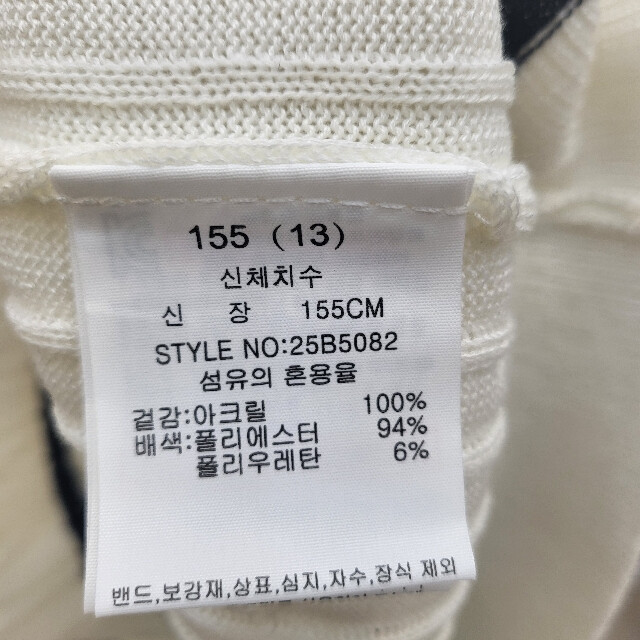 155 (13)
신체치수
신 장 155CM
STYLE NO:25B5082
섬유의 혼용율
겉감:아크릴 100%
배색:폴리에스터 94%
폴리우레탄 6%
밴드,보강재,상표,심지,자수,장식 제외